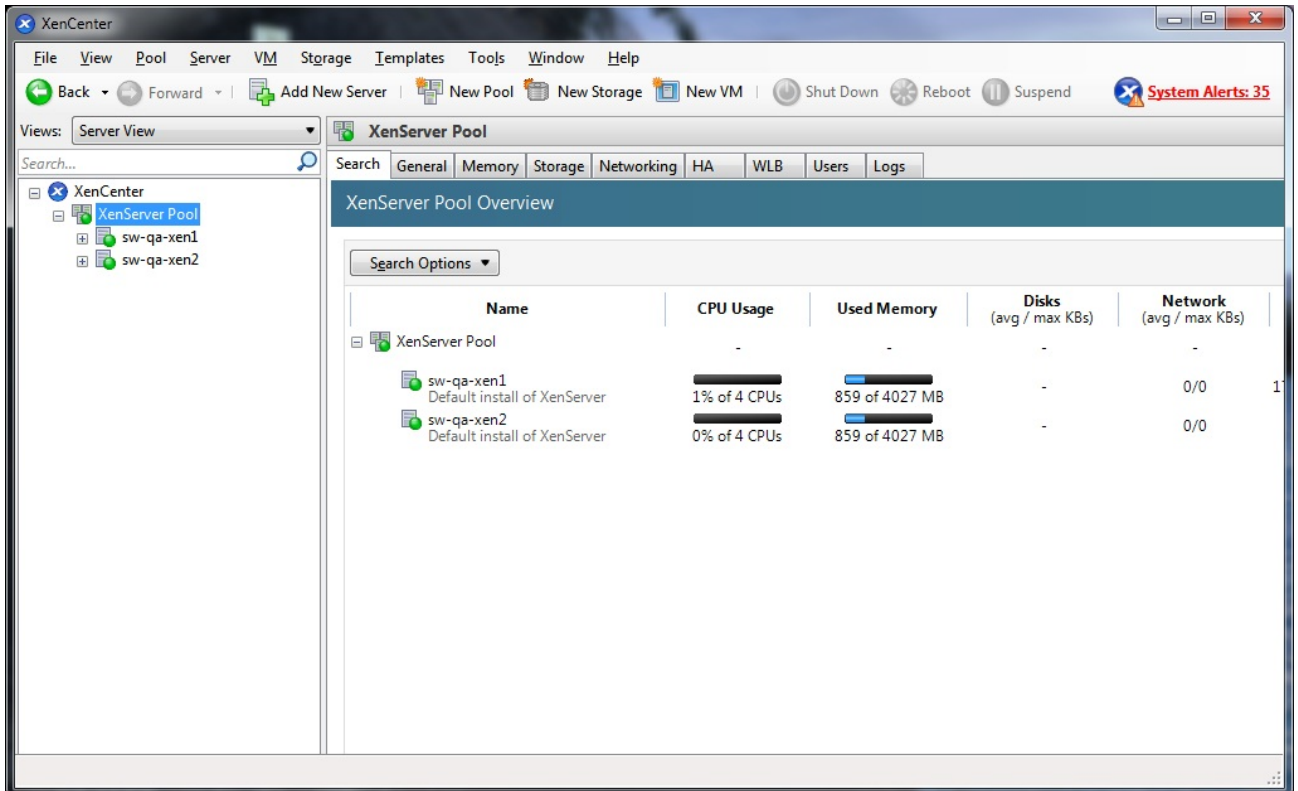 XenCenter
File View Pool Server VM Storage Templates Tools Window Help
Back Forward Add New Server New Pool New Storage New VM Shut Down Reboot Suspend System Alerts: 35
Views: Server View
XenServer Pool
Search...
Search General Memory Storage Networking HA WLB Users Logs
XenCenter
XenServer Pool
sw-qa-xen1
sw-qa-xen2
XenServer Pool Overview
Search Options
Name CPU Usage Used Memory Disks Network
(avg / max KBs) (avg / max KBs)
XenServer Pool - - - -
sw-qa-xen1
Default install of XenServer 1% of 4 CPUs 859 of 4027 MB - 0/0
sw-qa-xen2
Default install of XenServer 0% of 4 CPUs 859 of 4027 MB - 0/0